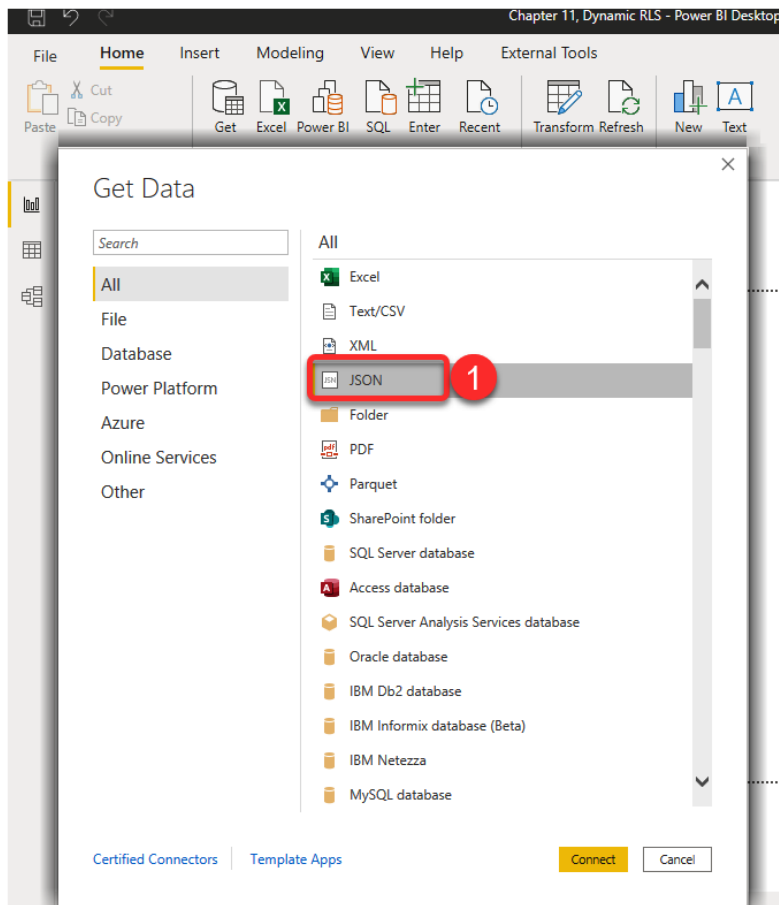 Chapter 11, Dynamic RLS - Power BI Desktop
File Home Insert Modeling View Help External Tools
Cut
Copy
Paste Get Excel Power BI SQL Enter Recent Transform Refresh New Text
Get Data
Search
All
File
Database
Power Platform
Azure
Online Services
Other
All
Excel
Text/CSV
XML
JSN JSON 1
Folder
pdf PDF
Parquet
S SharePoint folder
SQL Server database
A Access database
SQL Server Analysis Services database
Oracle database
IBM Db2 database
IBM Informix database (Beta)
IBM Netezza
MySQL database
Certified Connectors Template Apps Connect Cancel